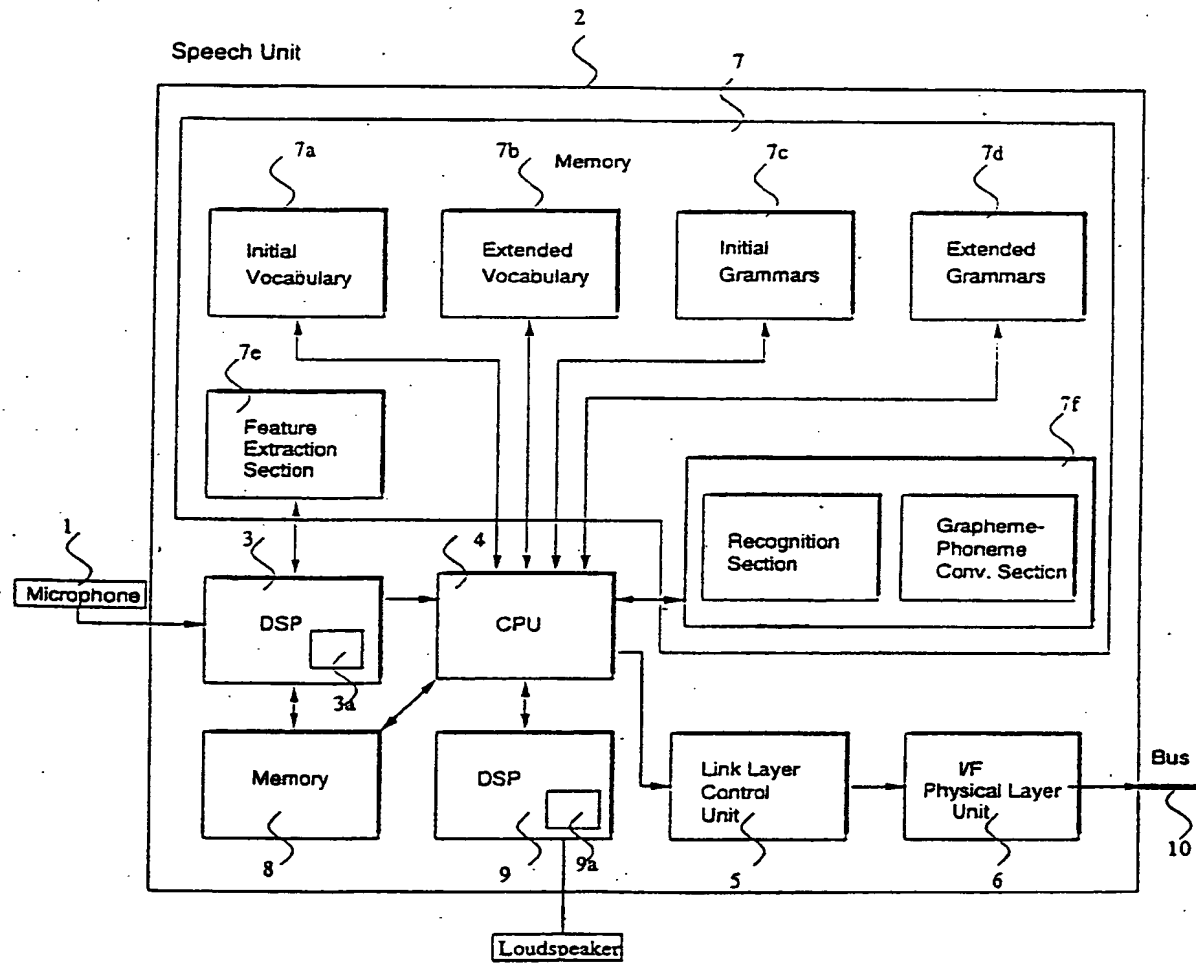 2
Speech Unit
7
7a
7b
Memory
7c
7d
Initial
Vocabulary
Extended
Vocabulary
Initial
Grammars
Extended
Grammars
7e
Feature
Extraction
Section
7f
Recognition
Section
Grapheme-
Phoneme
Conv. Section
1
Microphone
3
DSP
3a
4
CPU
Memory
8
DSP
9
9a
Link Layer
Control
Unit
5
I/F
Physical Layer
Unit
6
Bus
10
Loudspeaker